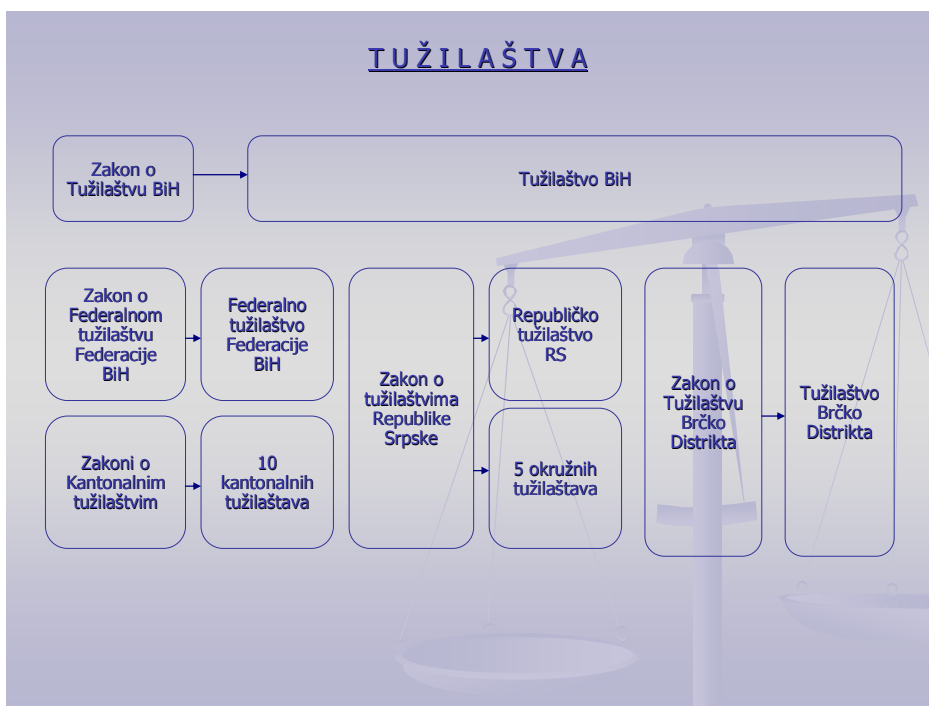 TUŽILAŠTVA
Zakon o
Tužilaštvu BiH
Tužilaštvo BiH
Zakon o
Federalnom
tužilaštvu
Federacije
BiH
Federalno
tužilaštvo
Federacije
BiH
Zakoni o
Kantonalnim
tužilaštvim
10
kantonalnih
tužilaštava
Zakon o
tužilaštvima
Republike
Srpske
Republičko
tužilaštvo
RS
5 okružnih
tužilaštava
Zakon o
Tužilaštvu
Brčko
Distrikta
Tužilaštvo
Brčko
Distrikta